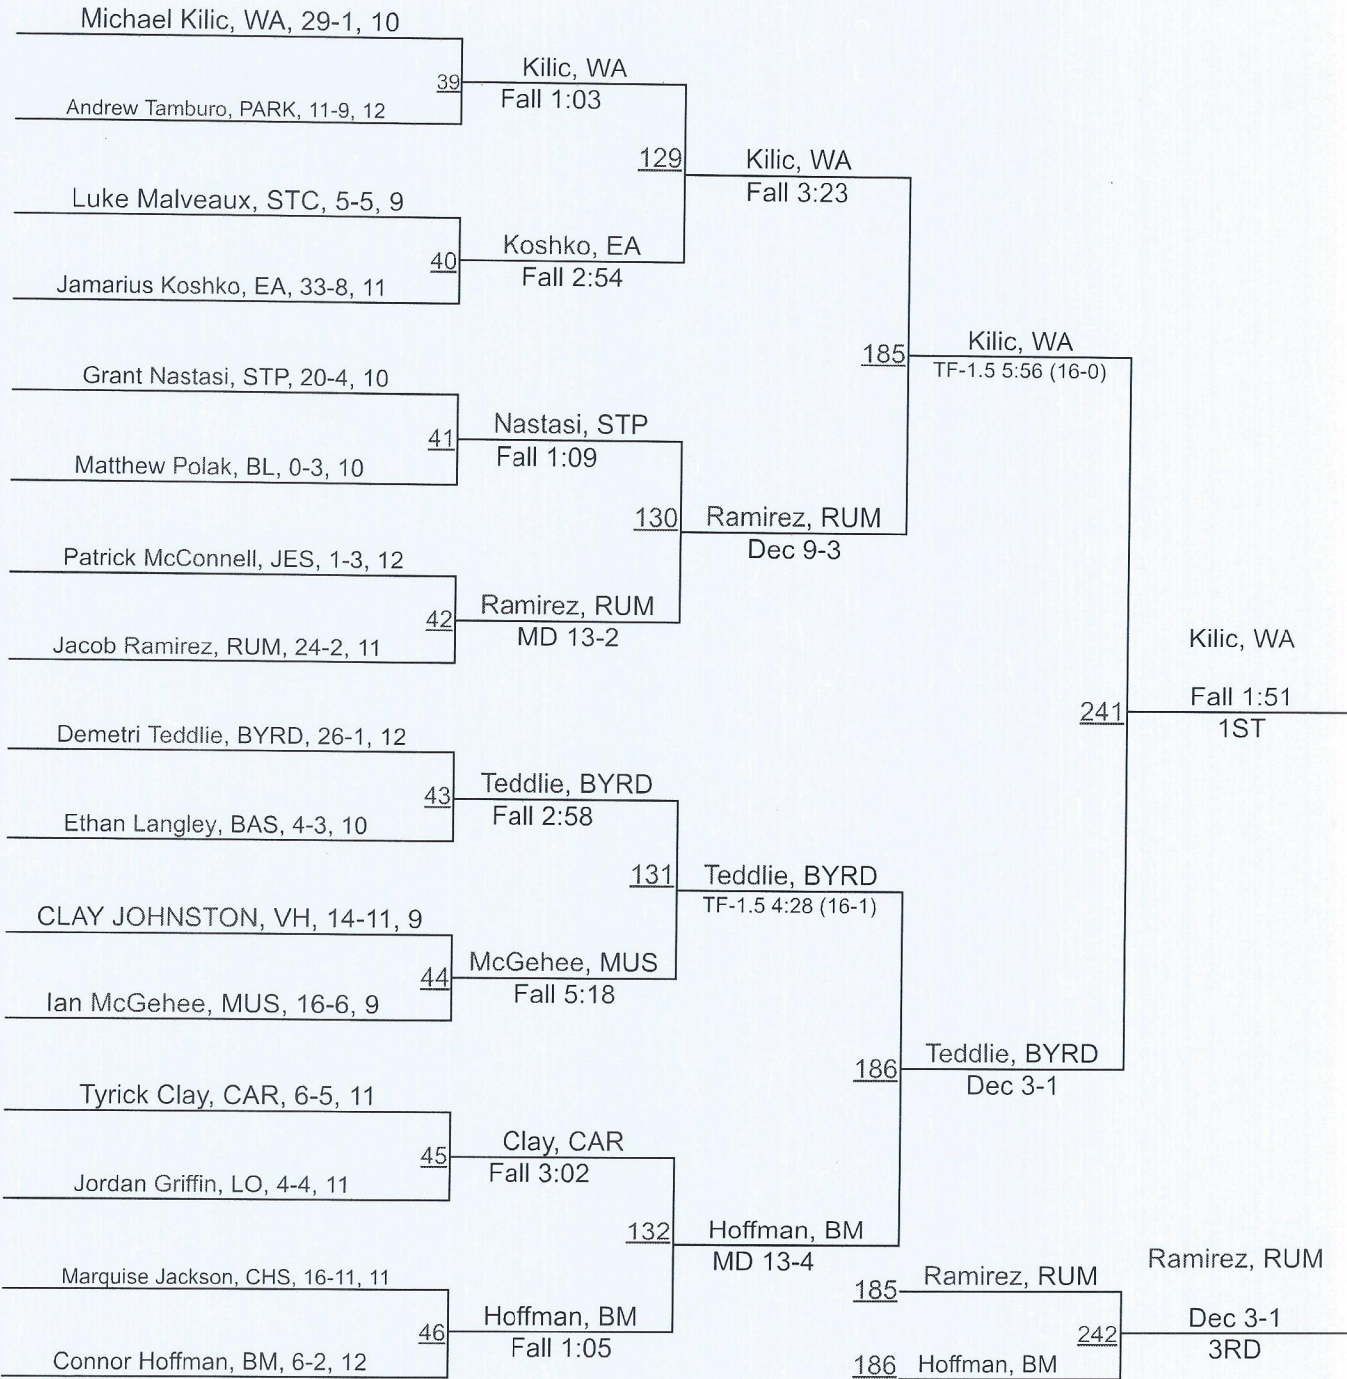 Michael Kilic, WA, 29-1, 10
39
Kilic, WA
Fall 1:03
Andrew Tamburo, PARK, 11-9, 12
129
Kilic, WA
Fall 3:23
Luke Malveaux, STC, 5-5, 9
40
Koshko, EA
Fall 2:54
Jamarius Koshko, EA, 33-8, 11
185
Kilic, WA
TF-1.5 5:56 (16-0)
Grant Nastasi, STP, 20-4, 10
41
Nastasi, STP
Fall 1:09
Matthew Polak, BL, 0-3, 10
130
Ramirez, RUM
Dec 9-3
Patrick McConnell, JES, 1-3, 12
42
Ramirez, RUM
MD 13-2
Jacob Ramirez, RUM, 24-2, 11
241
Kilic, WA
Fall 1:51
1ST
Demetri Teddlie, BYRD, 26-1, 12
43
Teddlie, BYRD
Fall 2:58
Ethan Langley, BAS, 4-3, 10
131
Teddlie, BYRD
TF-1.5 4:28 (16-1)
CLAY JOHNSTON, VH, 14-11, 9
44
McGehee, MUS
Fall 5:18
Ian McGehee, MUS, 16-6, 9
186
Teddlie, BYRD
Dec 3-1
Tyrick Clay, CAR, 6-5, 11
45
Clay, CAR
Fall 3:02
Jordan Griffin, LO, 4-4, 11
132
Hoffman, BM
MD 13-4
Marquise Jackson, CHS, 16-11, 11
46
Hoffman, BM
Fall 1:05
Connor Hoffman, BM, 6-2, 12
185
Ramirez, RUM
242
Ramirez, RUM
Dec 3-1
3RD
186
Hoffman, BM